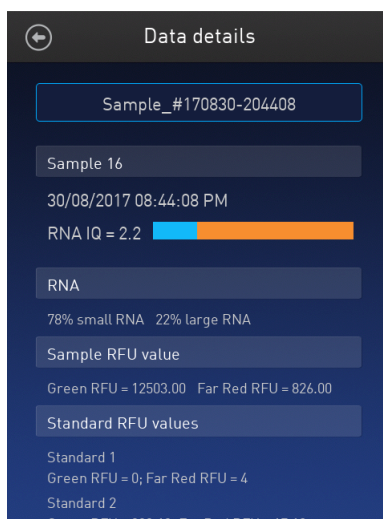 Data details
Sample_#170830-204408
Sample 16
30/08/2017 08:44:08 PM
RNA IQ = 2.2
RNA
78% small RNA 22% large RNA
Sample RFU value
Green RFU = 12503.00 Far Red RFU = 826.00
Standard RFU values
Standard 1
Green RFU = 0; Far Red RFU = 4
Standard 2